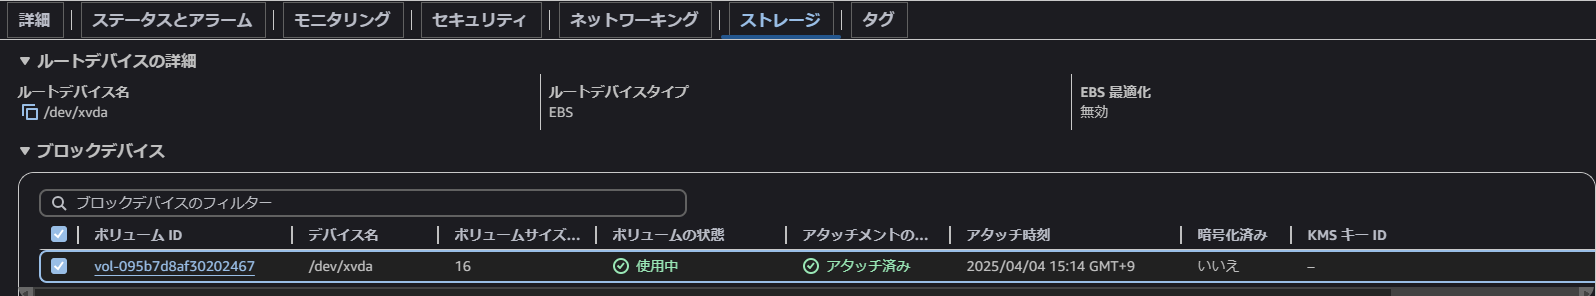 詳細 ステータスとアラーム モニタリング セキュリティ ネットワーキング ストレージ タグ
▼ ルートデバイスの詳細
ルートデバイス名 ルートデバイスタイプ EBS 最適化
/dev/xvda EBS 無効
▼ ブロックデバイス
ブロックデバイスのフィルター
ボリューム ID デバイス名 ボリュームサイズ... ボリュームの状態 アタッチメントの... アタッチ時刻 暗号化済み KMS キー ID
vol-095b7d8af30202467 /dev/xvda 16 使用中 アタッチ済み 2025/04/04 15:14 GMT+9 いいえ –